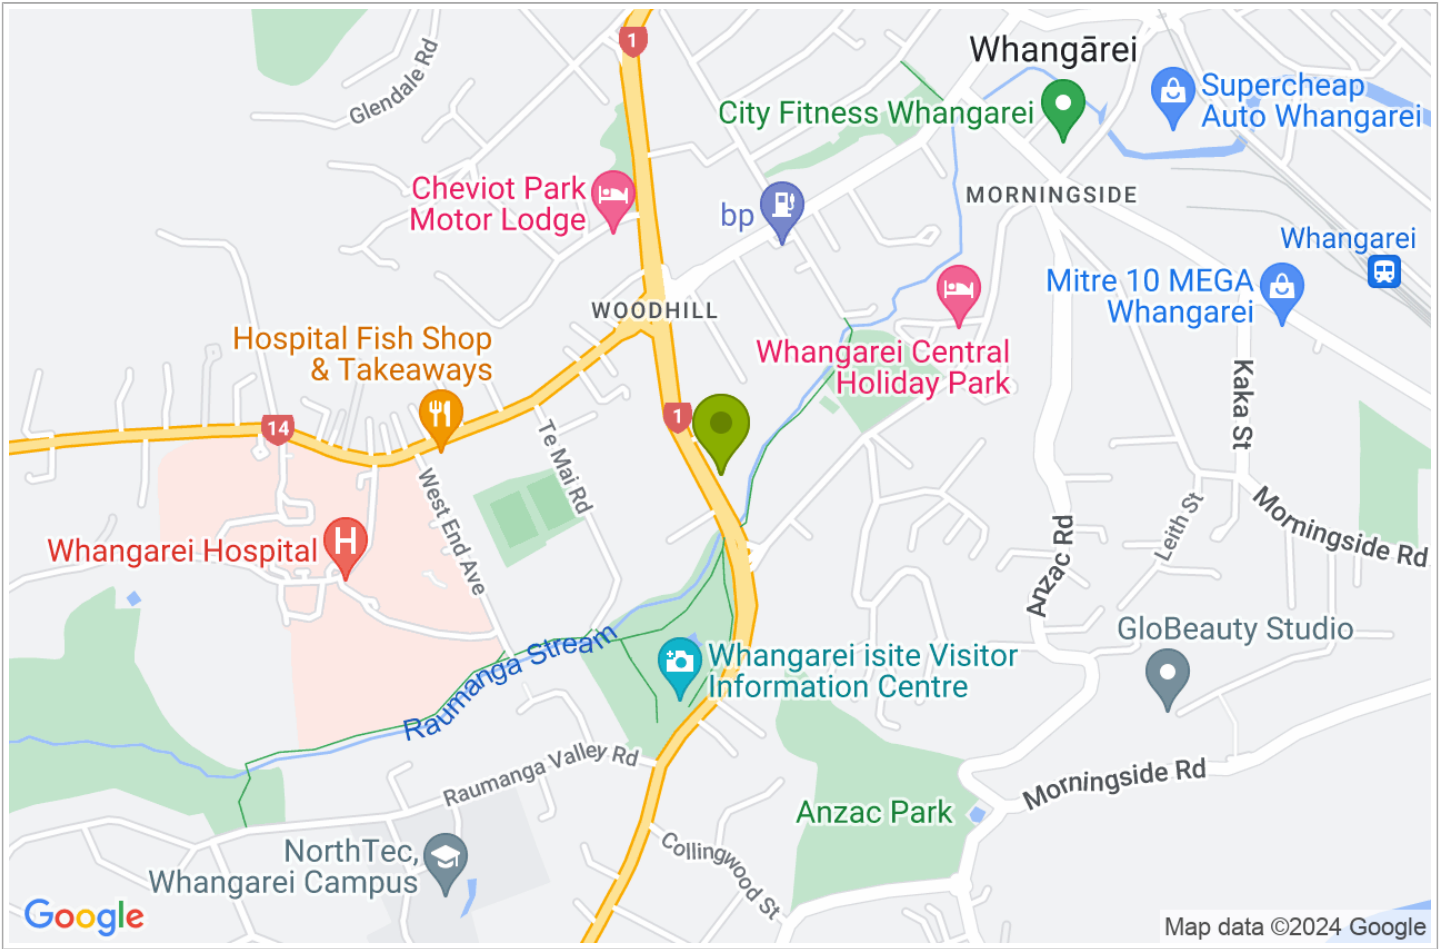 1
Glendale Rd
Whangārei
City Fitness Whangarei
Supercheap
Auto Whangarei
Cheviot Park
Motor Lodge
bp
MORNINGSIDE
Whangarei
Mitre 10 MEGA
Whangarei
WOODHILL
Hospital Fish Shop
& Takeaways
Whangarei Central
Holiday Park
Kaka St
1
14
Te Mai Rd
West End Ave
Whangarei Hospital
H
Anzac Rd
Leith St
Morningside Rd
GloBeauty Studio
Raumanga Stream
Whangarei isite Visitor
Information Centre
Raumanga Valley Rd
Morningside Rd
Anzac Park
Collingwood St
NorthTec,
Whangarei Campus
Google
Map data ©2024 Google